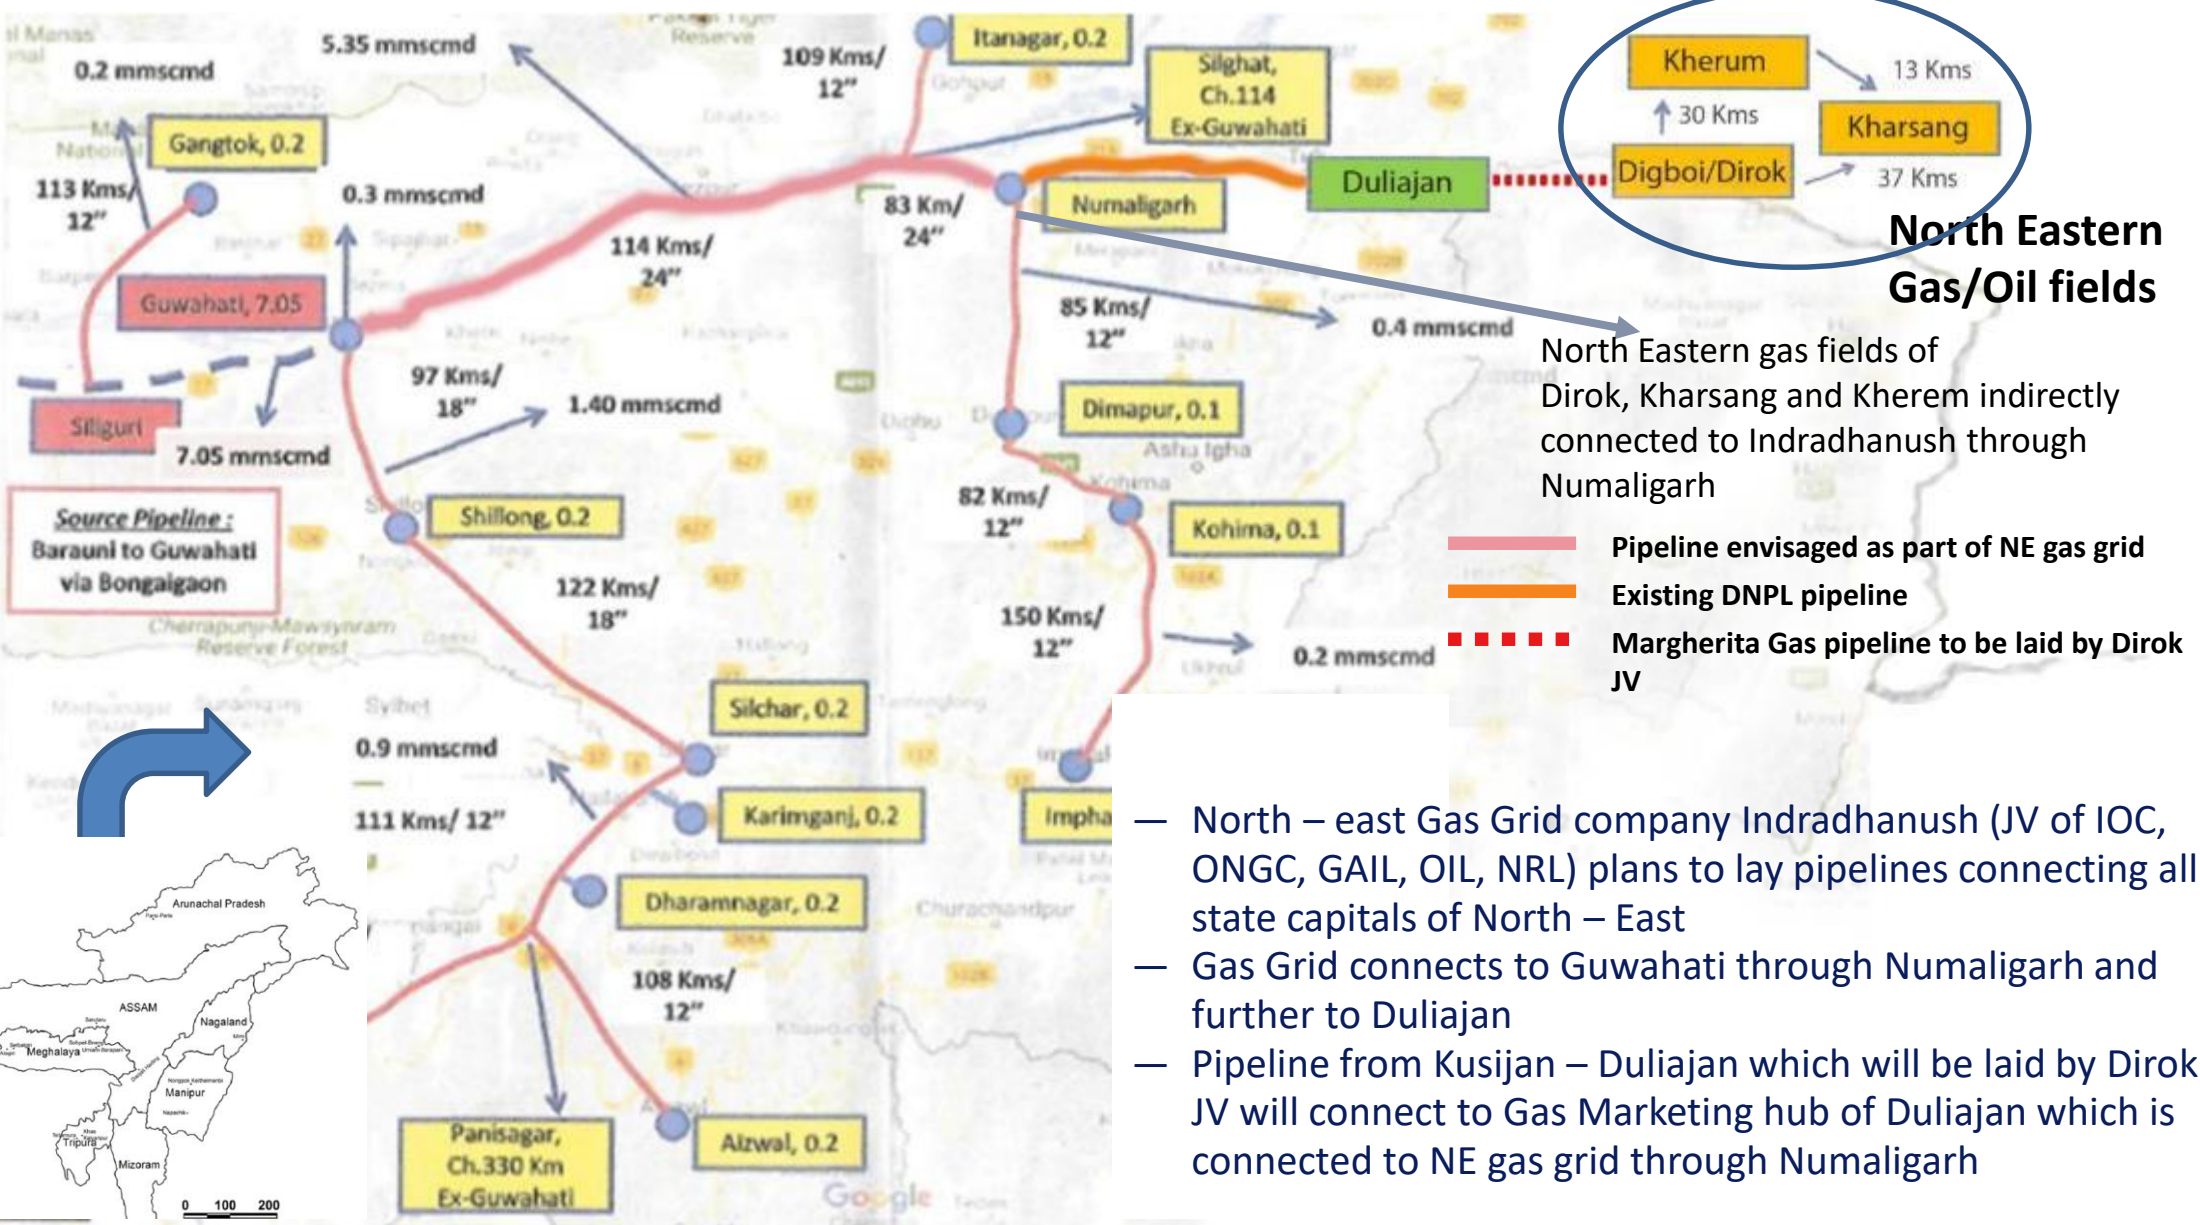 5.35 mmscmd
0.2 mmscmd
109 Kms/
12"
Itanagar, 0.2
Silghat,
Ch.114
Ex-Guwahati
Kherum
13 Kms
30 Kms
Kharsang
Digboi/Dirok
37 Kms
Gangtok, 0.2
113 Kms/
12"
0.3 mmscmd
83 Km/
24"
Numaligarh
Duliajan
North Eastern
Gas/Oil fields
114 Kms/
24"
Guwahati, 7.05
85 Kms/
12"
0.4 mmscmd
North Eastern gas fields of
Dirok, Kharsang and Kherem indirectly
connected to Indradhanush through
Numaligarh
97 Kms/
18"
1.40 mmscmd
Siliguri
7.05 mmscmd
Dimapur, 0.1
Ashu Igha
Kohima
82 Kms/
12"
Kohima, 0.1
Shillong, 0.2
Source Pipeline :
Barauni to Guwahati
via Bongaigaon
Pipeline envisaged as part of NE gas grid
Existing DNPL pipeline
Margherita Gas pipeline to be laid by Dirok
JV
122 Kms/
18"
150 Kms/
12"
0.2 mmscmd
Cherrapunji-Mawsynram
Reserve Forest
Sylhet
Silchar, 0.2
0.9 mmscmd
111 Kms/ 12"
Karimganj, 0.2
Impha
Dharamnagar, 0.2
Churachandpur
108 Kms/
12"
Panisagar,
Ch.330 Km
Ex-Guwahati
Aizwal, 0.2
Google
— North – east Gas Grid company Indradhanush (JV of IOC,
ONGC, GAIL, OIL, NRL) plans to lay pipelines connecting all
state capitals of North – East
— Gas Grid connects to Guwahati through Numaligarh and
further to Duliajan
— Pipeline from Kusijan – Duliajan which will be laid by Dirok
JV will connect to Gas Marketing hub of Duliajan which is
connected to NE gas grid through Numaligarh
Arunachal Pradesh
ASSAM
Nagaland
Meghalaya
Manipur
Tripura
Mizoram
0 100 200